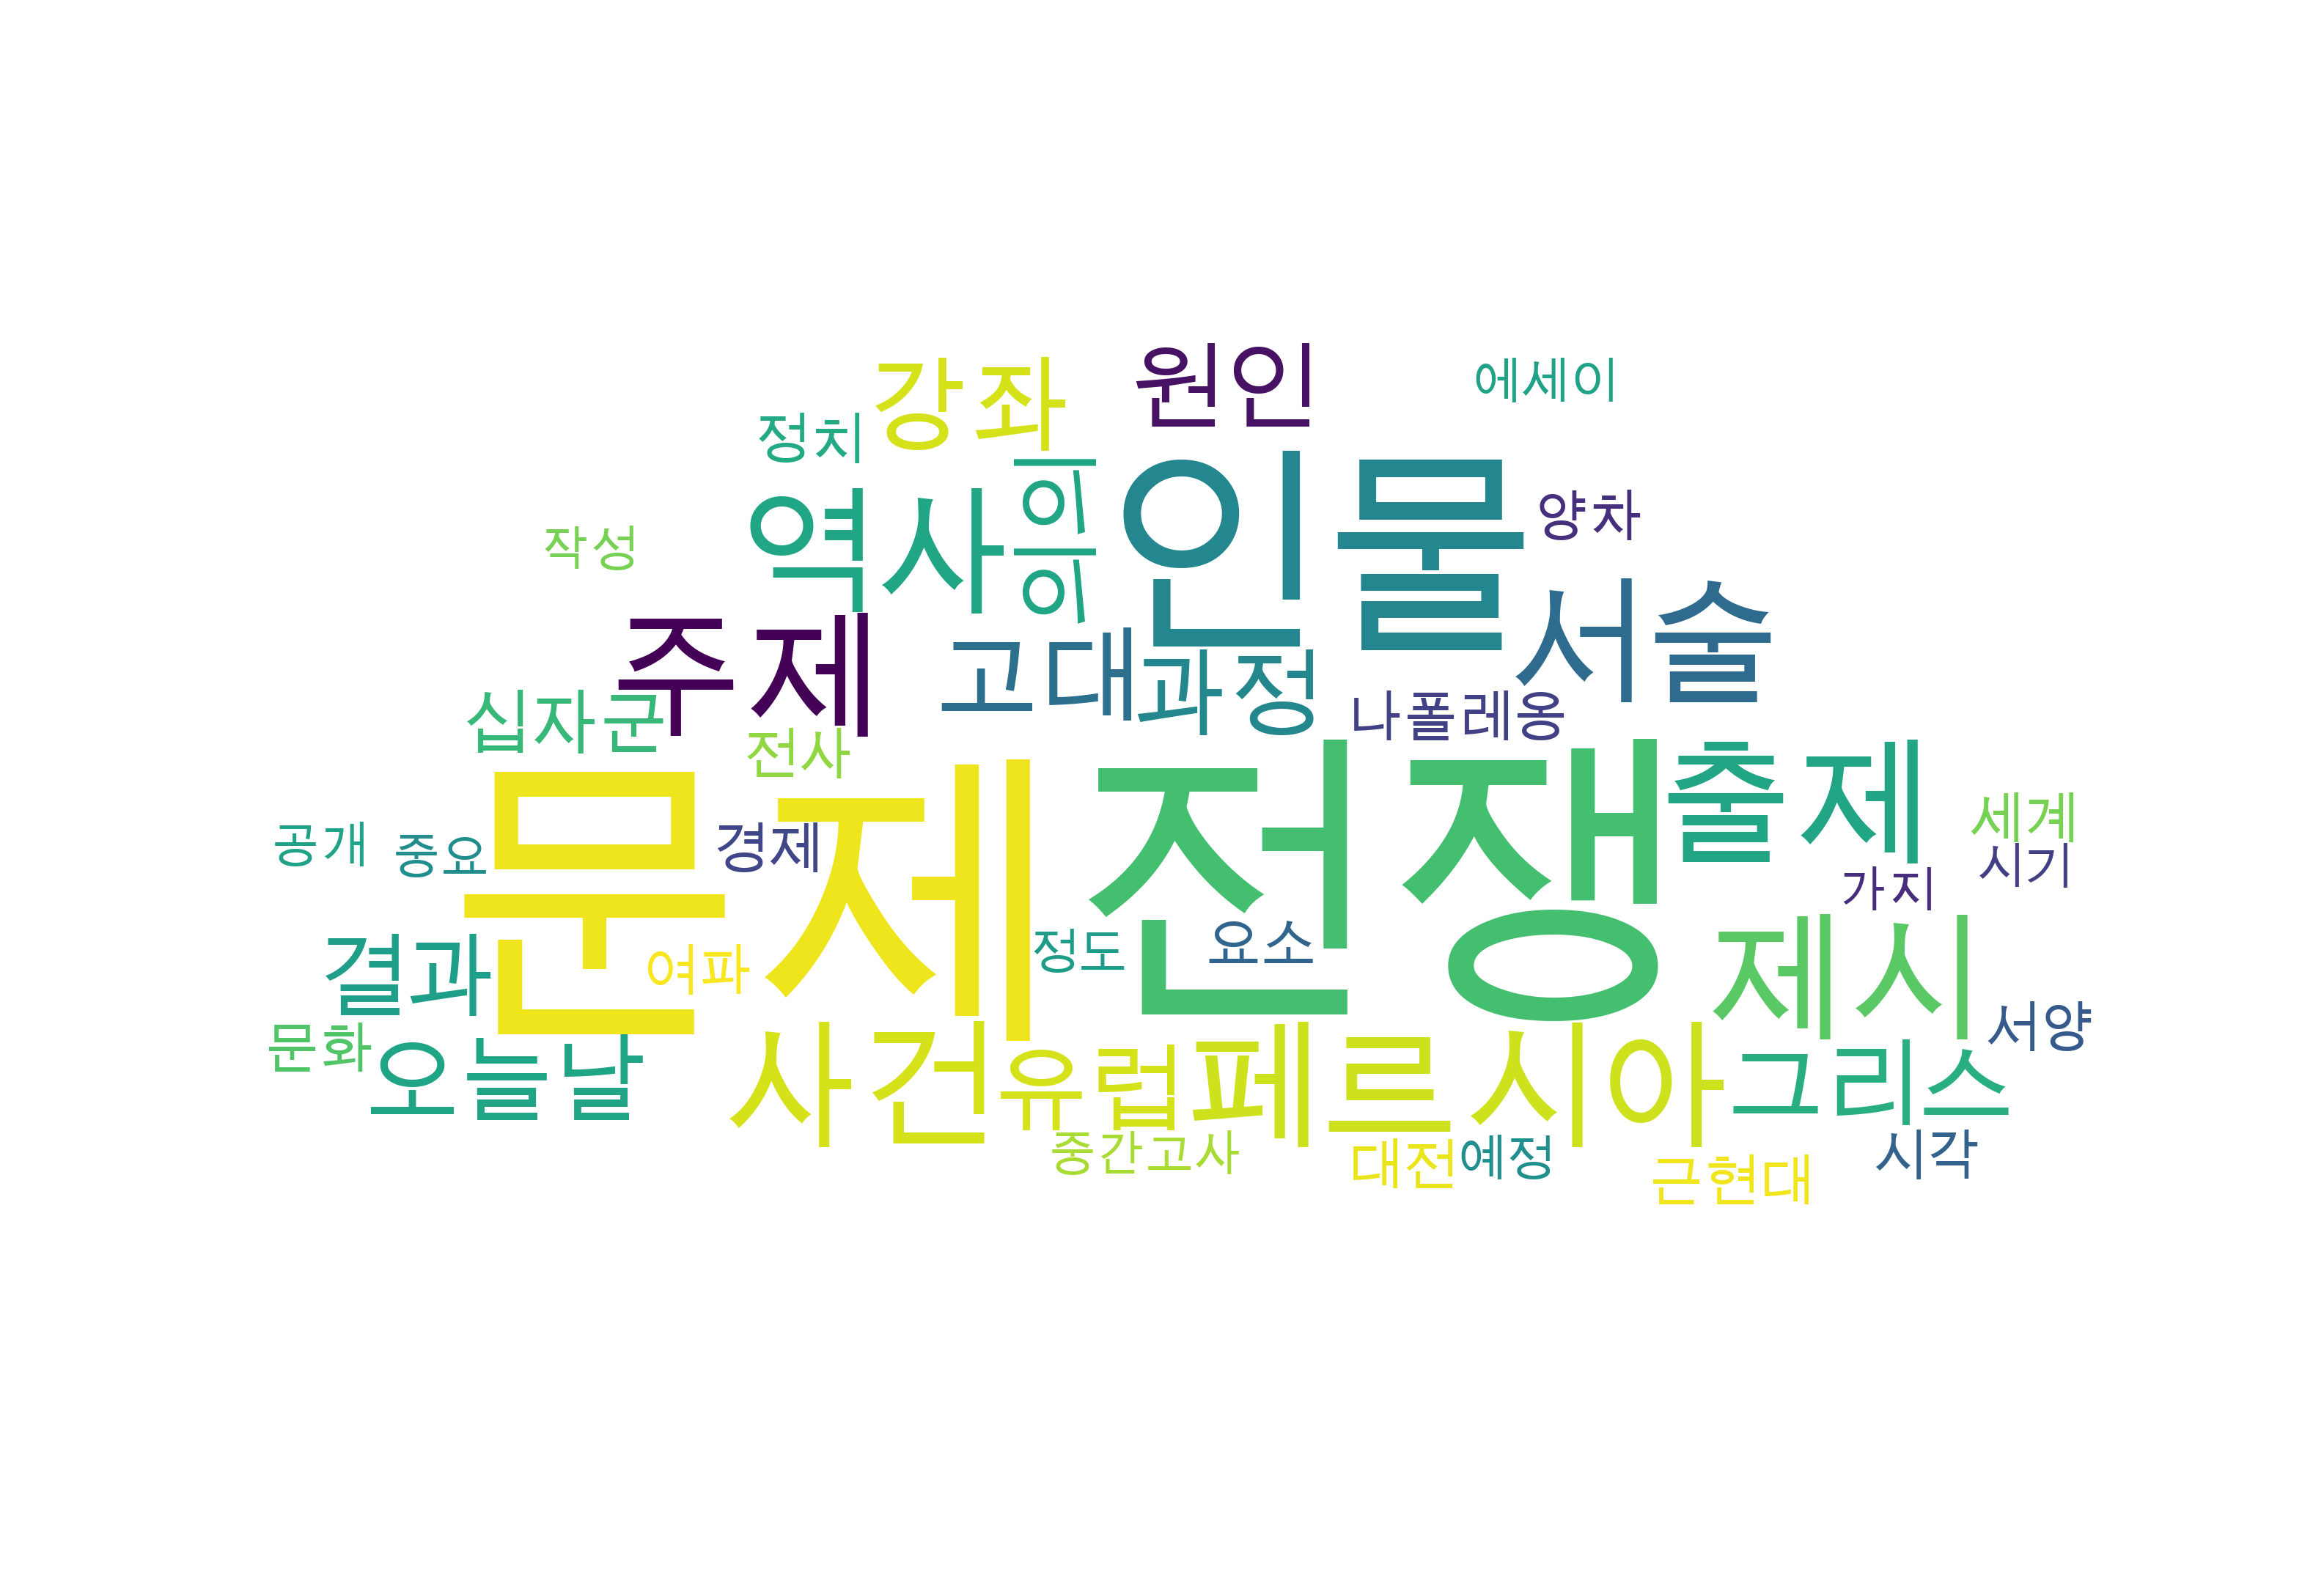 원인
강좌
에세이
정치
인물
역사
이이
양차
작성
서술
주제
고대
과정
십자군
나폴레옹
전사
전쟁
문제
출제
세계
공개
중요
경제
시기
가지
제시
결과
여파
정도
요소
서양
문화
오늘날
사건
유럽
페르시아
그리스
중간고사
대전
예정
시각
근현대